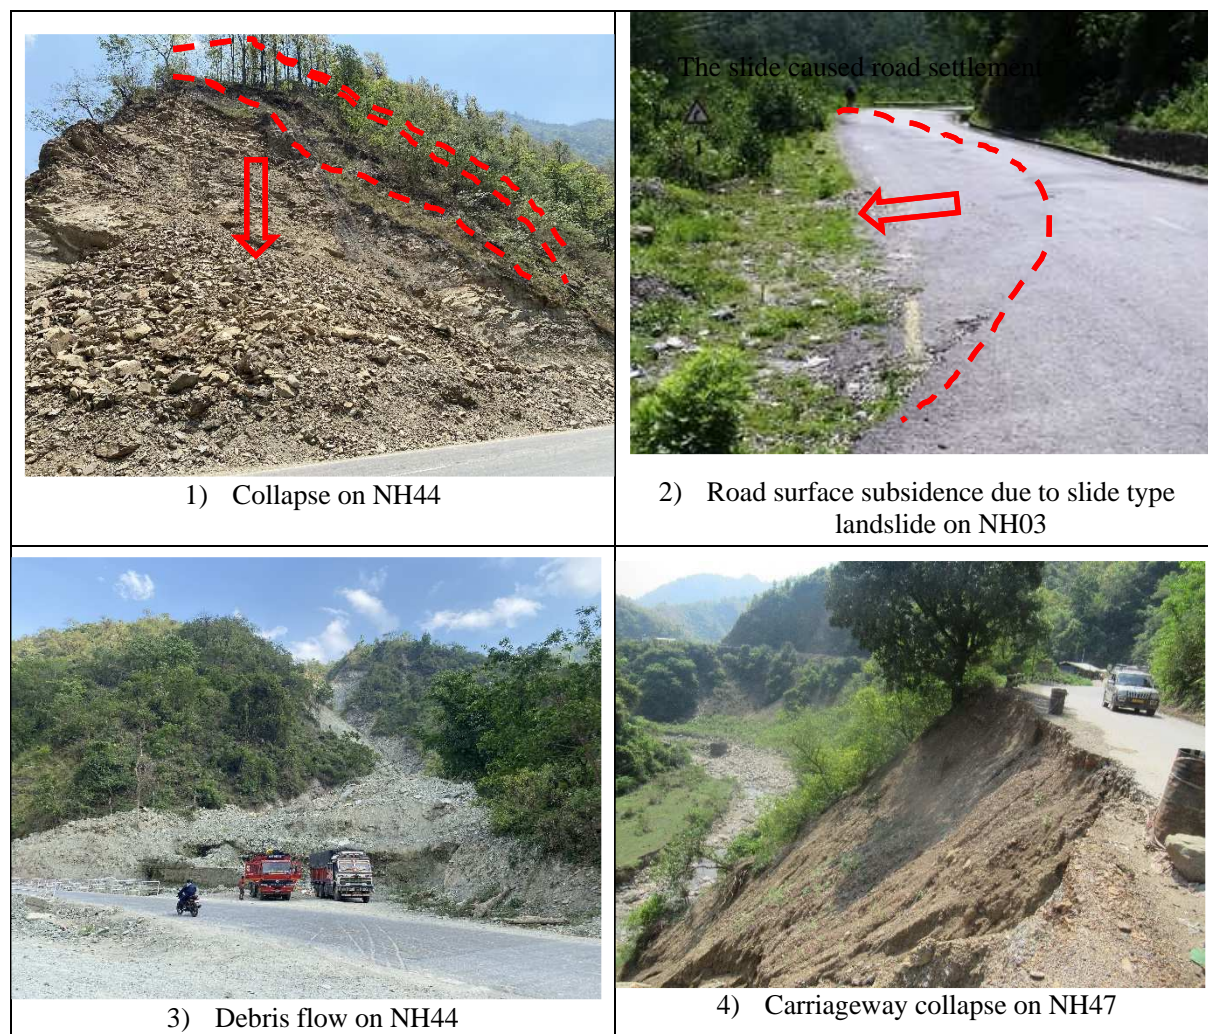 The slide caused road settlement
1) Collapse on NH44
2) Road surface subsidence due to slide type
landslide on NH03
3) Debris flow on NH44
4) Carriageway collapse on NH47